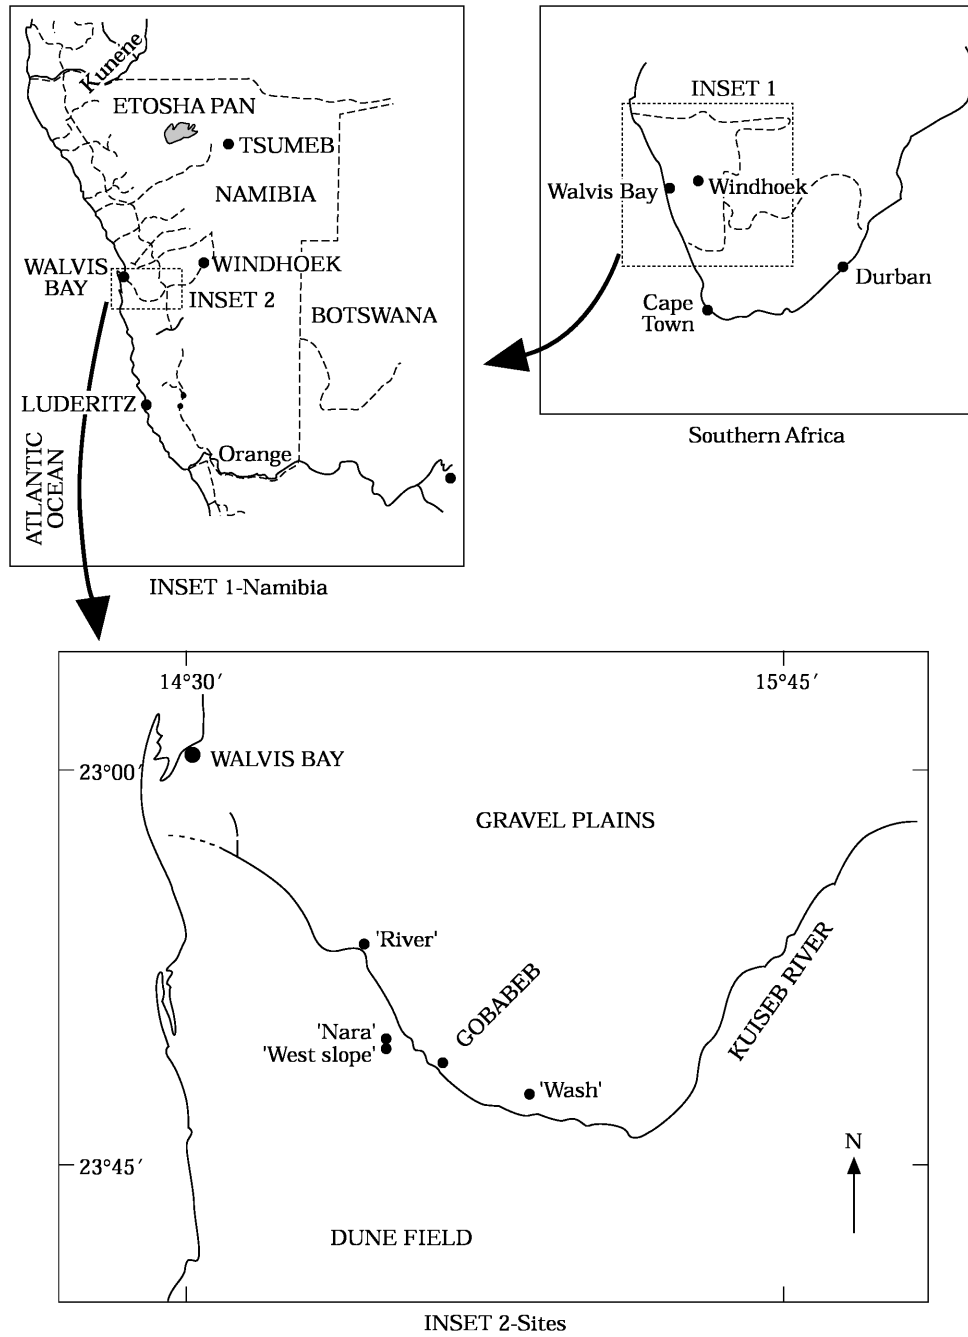 Kunene
ETOSHA PAN
TSUMEB
NAMIBIA
WALVIS
BAY
WINDHOEK
INSET 2
BOTSWANA
LUDERITZ
ATLANTIC
OCEAN
Orange
INSET 1-Namibia
INSET 1
Walvis Bay
Windhoek
Durban
Cape
Town
Southern Africa
14°30′
15°45′
WALVIS BAY
23°00′
GRAVEL PLAINS
'River'
GOBABEB
KUISEB RIVER
'Nara'
'West slope'
'Wash'
N
23°45′
DUNE FIELD
INSET 2-Sites